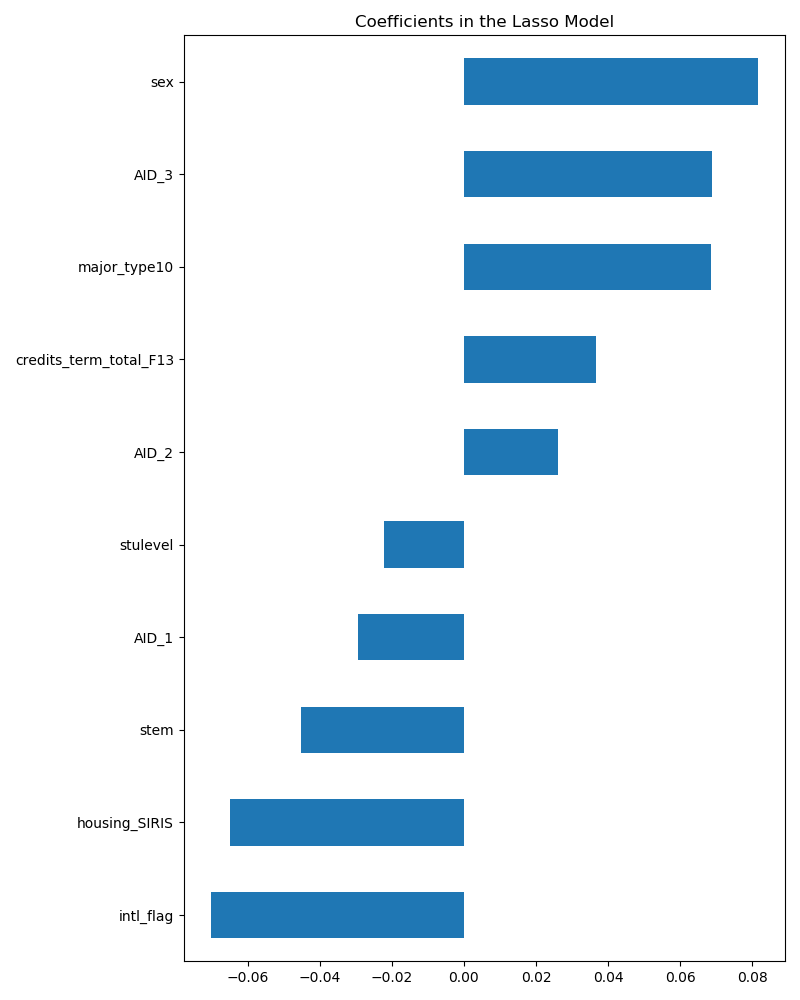 Coefficients in the Lasso Model
sex
AID_3
major_type10
credits_term_total_F13
AID_2
stulevel
AID_1
stem
housing_SIRIS
intl_flag
−0.06 −0.04 −0.02 0.00 0.02 0.04 0.06 0.08